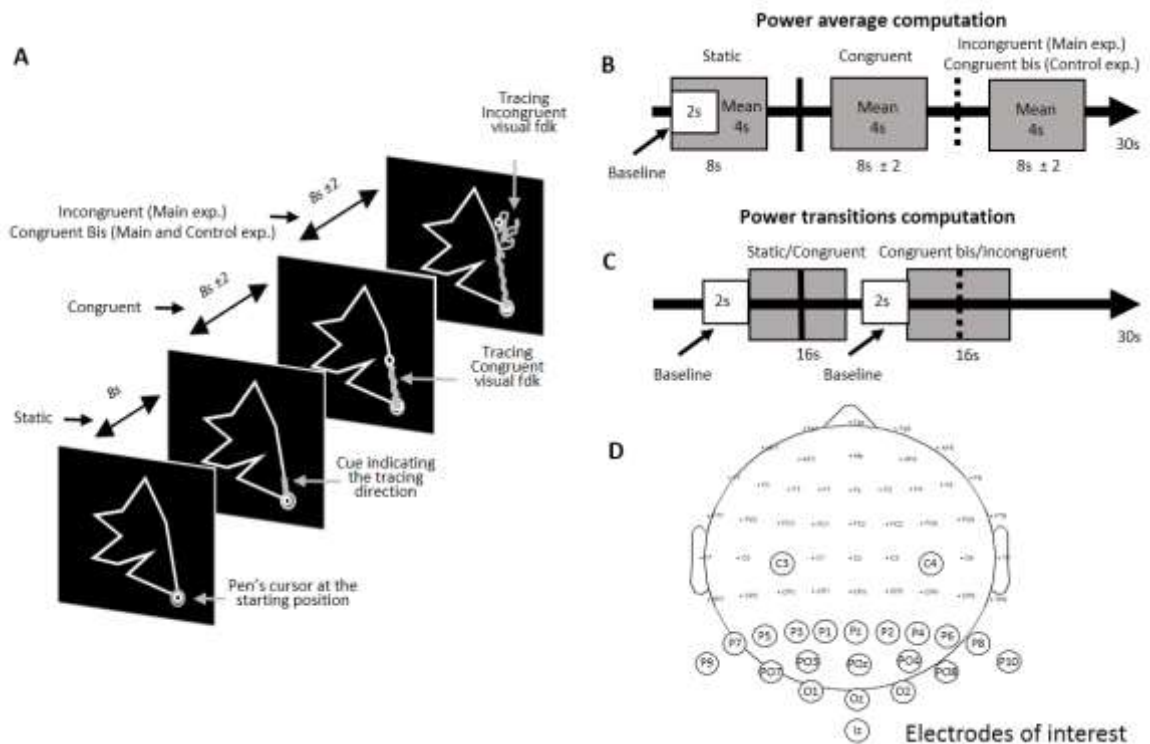 A
Tracing
Incongruent
visual fdk
8s ±2
Incongruent (Main exp.)
Congruent Bis (Main and Control exp.)
8s ±2
Congruent
Tracing
Congruent
visual fdk
8s
Static
Cue indicating
the tracing
direction
Pen's cursor at the
starting position
Power average computation
B
Static
Congruent
Incongruent (Main exp.)
Congruent bis (Control exp.)
2s
Mean
4s
Mean
4s
Mean
4s
Baseline
8s
8s ± 2
8s ± 2
30s
Power transitions computation
C
Static/Congruent
Congruent bis/Incongruent
2s
2s
16s
16s
30s
Baseline
Baseline
D
C3
C4
P7
P5
P3
P1
Pz
P2
P4
P6
P8
P9
PO7
PO3
POz
PO4
PO8
P10
O1
Oz
O2
Iz
Electrodes of interest